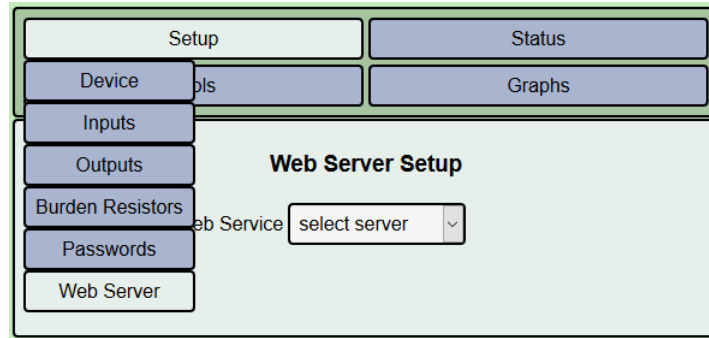 Setup
Status
Device
ols
Graphs
Inputs
Outputs
Web Server Setup
Burden Resistors
eb Service
select server
Passwords
Web Server